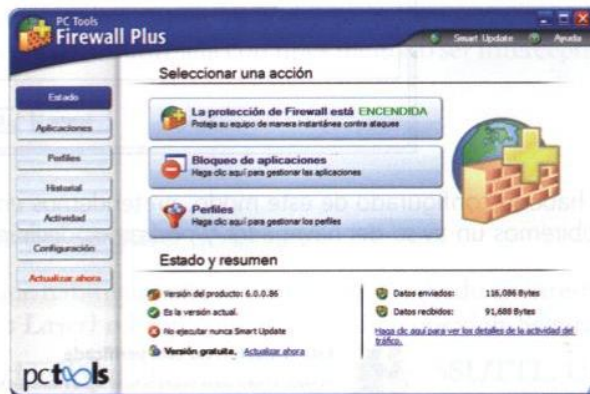 PC Tools
Firewall Plus
Smart Update
Ayuda
Estado
Aplicaciones
Perfiles
Historial
Actividad
Configuración
Actualizar ahora
pctools
Seleccionar una acción
La protección de Firewall está ENCENDIDA
Proteja su equipo de manera instantánea contra ataques
Bloqueo de aplicaciones
Haga clic aquí para gestionar las aplicaciones
Perfiles
Haga clic aquí para gestionar los perfiles
Estado y resumen
Versión del producto: 6.0.0.86
Es la versión actual.
No ejecutar nunca Smart Update
Versión gratuita. Actualizar ahora
Datos enviados: 116,086 Bytes
Datos recibidos: 91,688 Bytes
Haga clic aquí para ver los detalles de la actividad del
tráfico.